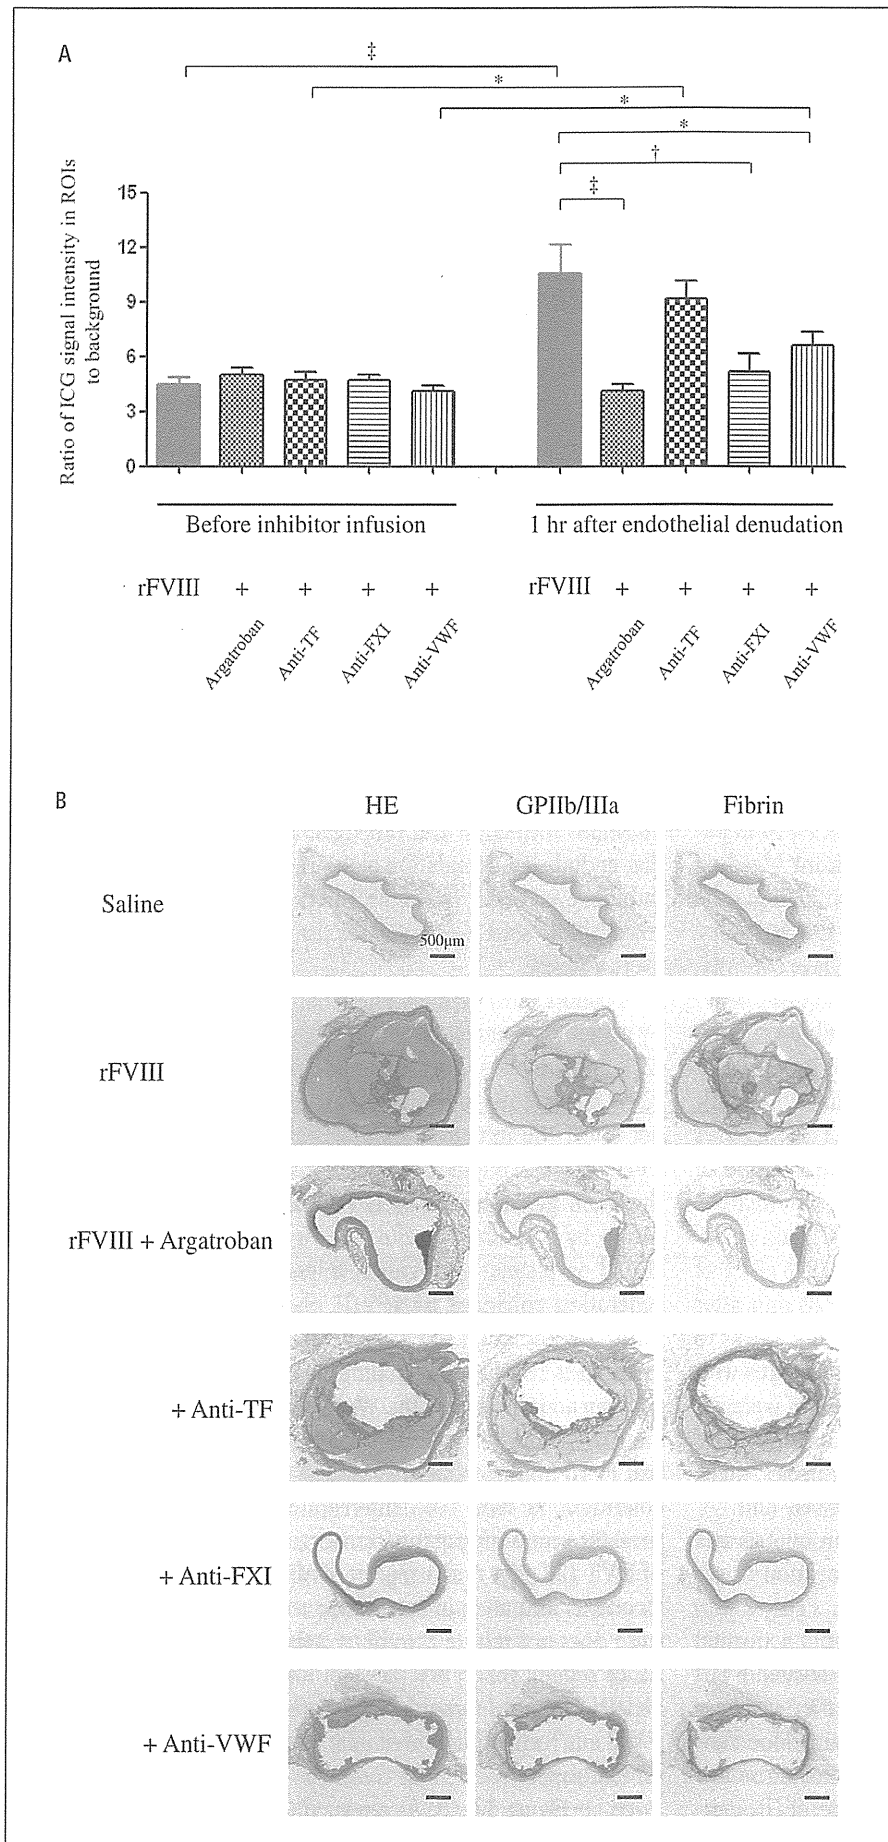 A
‡
*
*
*
†
‡
Ratio of ICG signal intensity in ROIs
to background
15
12
9
6
3
0
Before inhibitor infusion
1 hr after endothelial denudation
rFVIII + + + + rFVIII + + + +
Argatroban Anti-TF Anti-FXI Anti-VWF Argatroban Anti-TF Anti-FXI Anti-VWF
B
HE GPIIb/IIIa Fibrin
Saline
500μm
rFVIII
rFVIII + Argatroban
+ Anti-TF
+ Anti-FXI
+ Anti-VWF